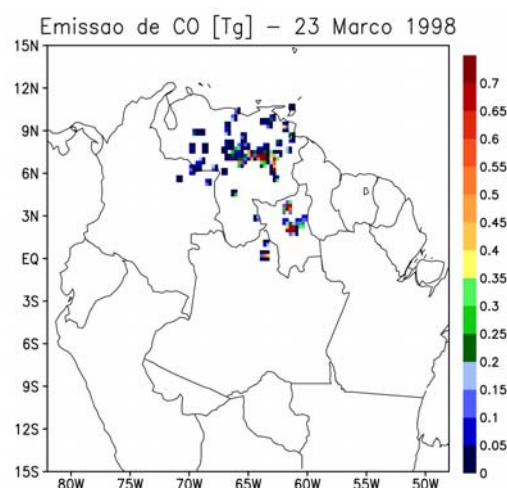 Emissao de CO [Tg] – 23 Marco 1998
15N
12N
9N
6N
3N
EQ
3S
6S
9S
12S
15S
80W 75W 70W 65W 60W 55W 50W
0.7
0.65
0.6
0.55
0.5
0.45
0.4
0.35
0.3
0.25
0.2
0.15
0.1
0.05
0